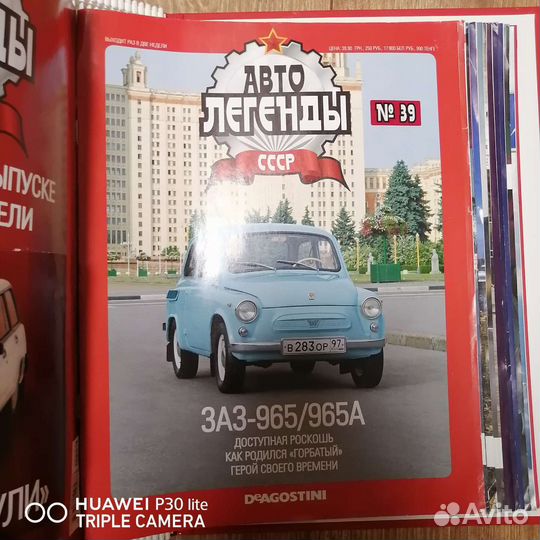 ВЫХОДИТ РАЗ В ДВЕ НЕДЕЛИ
АВТО
ЛЕГЕНДЫ
СССР
№ 39
ЫПУСКЕ
ЕЛИ
В 283 ОР 97
ЗАЗ-965/965А
ДОСТУПНАЯ РОСКОШЬ
КАК РОДИЛСЯ «ГОРБАТЫЙ»
ГЕРОЙ СВОЕГО ВРЕМЕНИ
DeAGOSTINI
УЛИ»
HUAWEI P30 lite
TRIPLE CAMERA
Avito